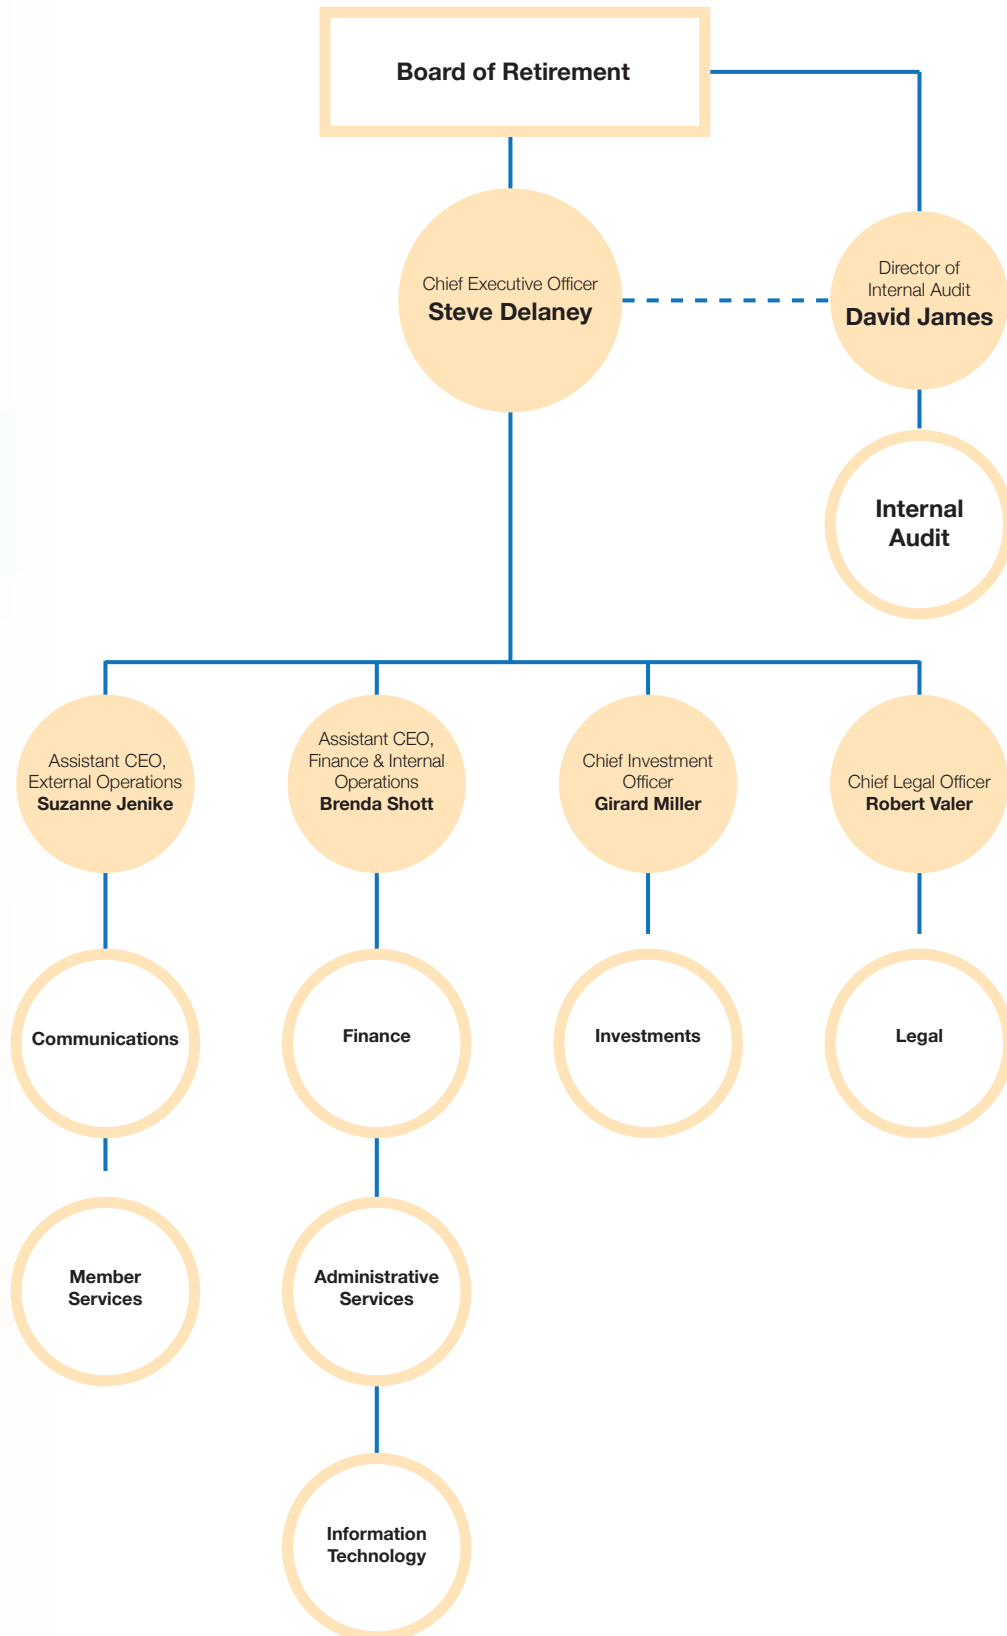 Board of Retirement
Chief Executive Officer
Steve Delaney
Director of
Internal Audit
David James
Internal
Audit
Assistant CEO,
External Operations
Suzanne Jenike
Assistant CEO,
Finance & Internal
Operations
Brenda Shott
Chief Investment
Officer
Girard Miller
Chief Legal Officer
Robert Valer
Communications
Finance
Investments
Legal
Member
Services
Administrative
Services
Information
Technology